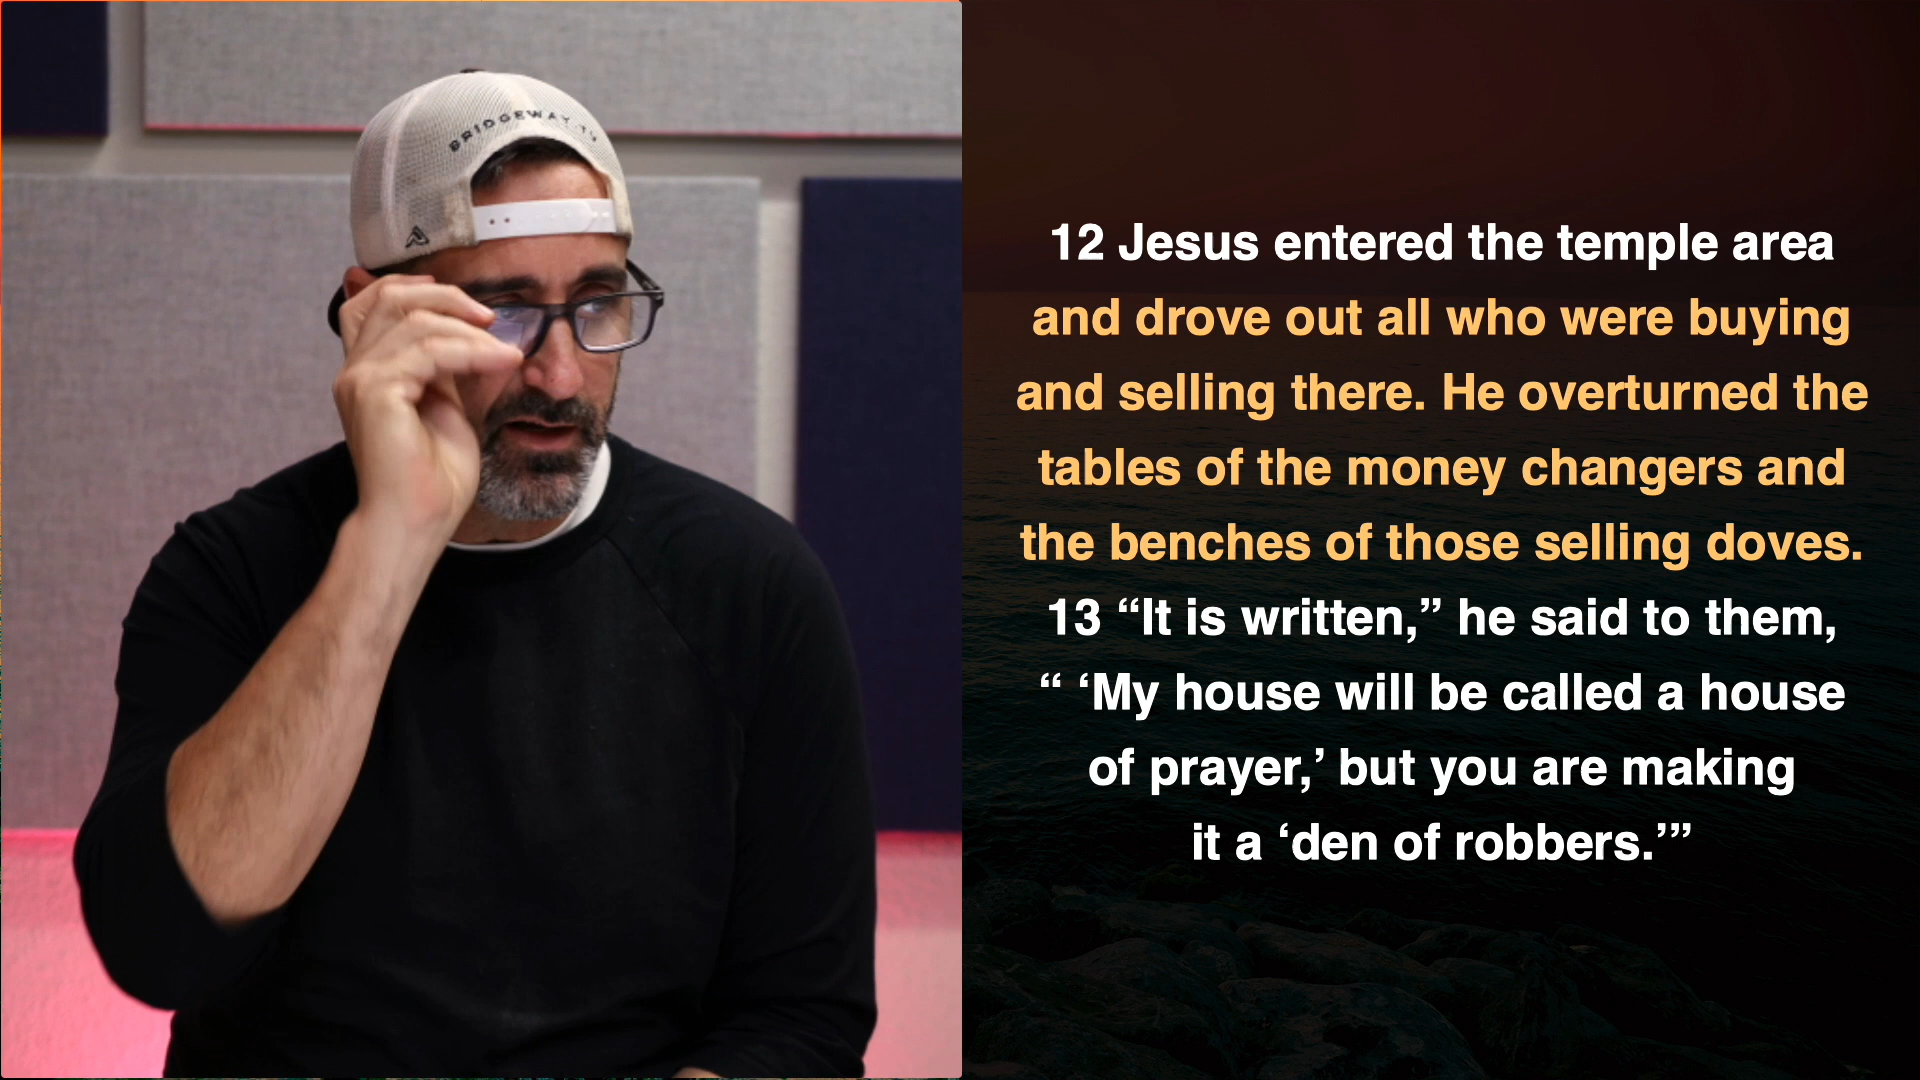 BRIDGEWAY.TV
12 Jesus entered the temple area
and drove out all who were buying
and selling there. He overturned the
tables of the money changers and
the benches of those selling doves.
13 “It is written,” he said to them,
“ ‘My house will be called a house
of prayer,’ but you are making
it a ‘den of robbers.’”